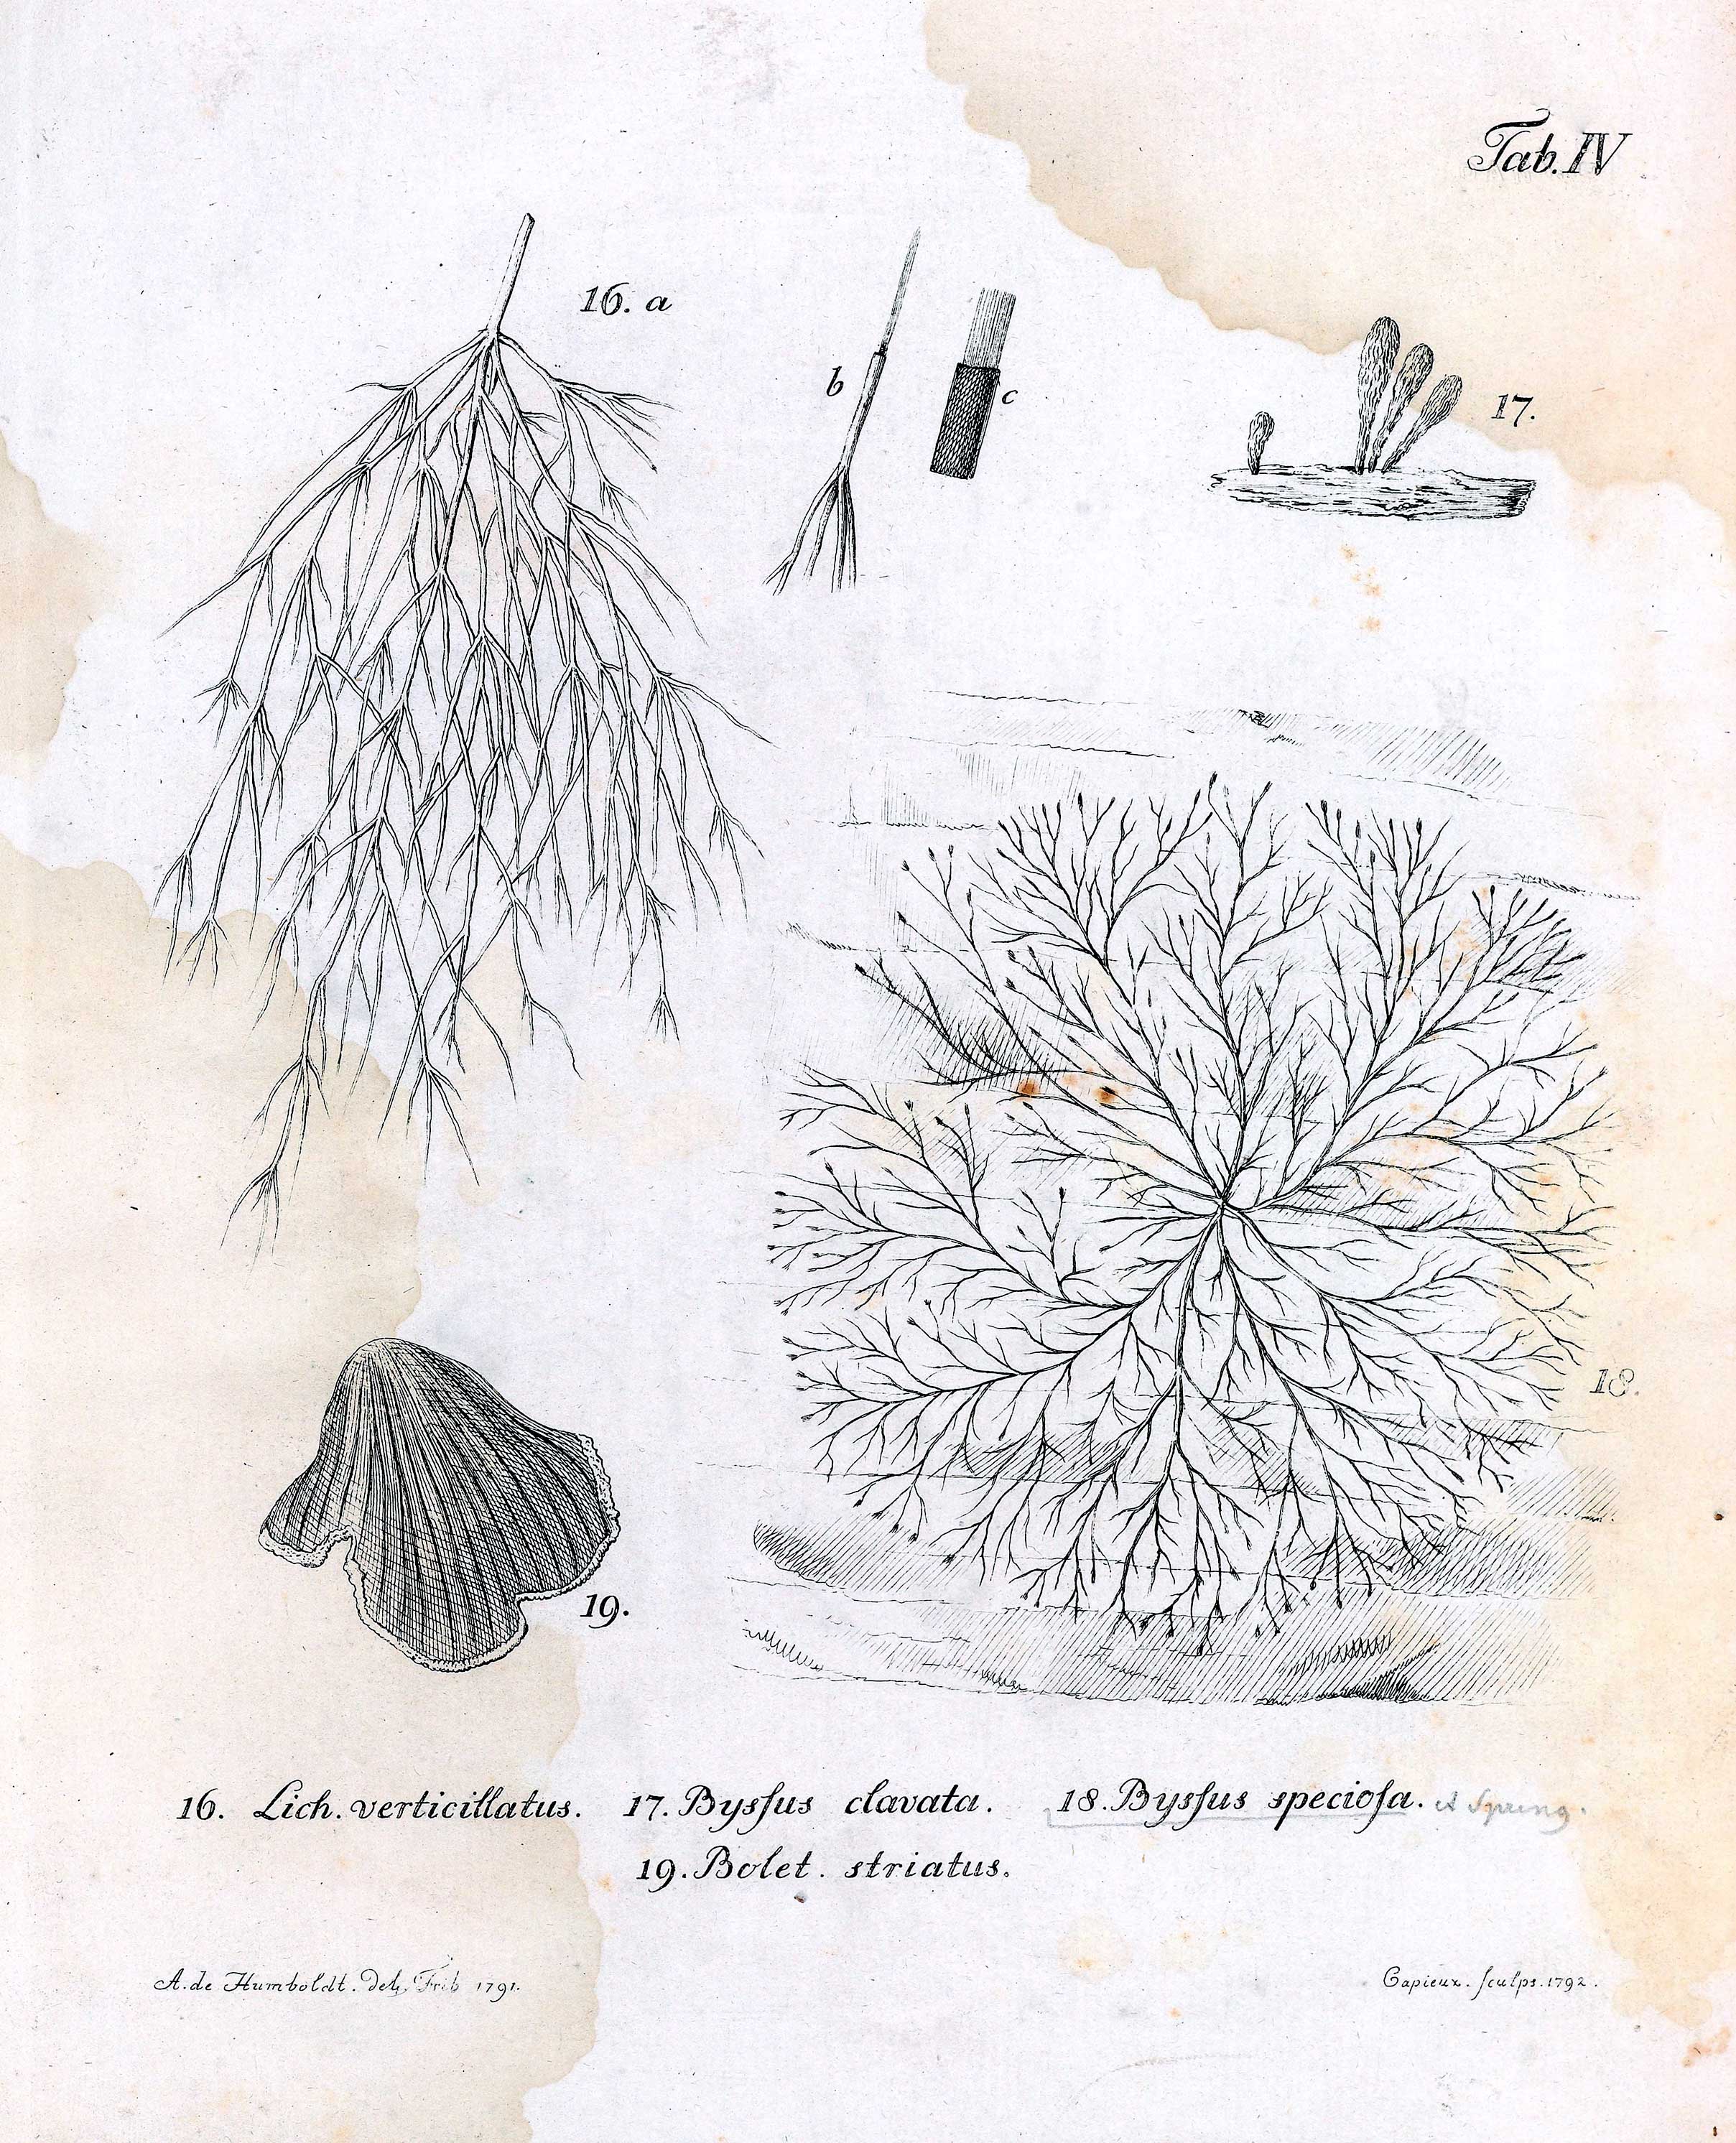 Tab. IV
16. a
b
c
17.
18.
19.
16. Lich. verticillatus. 17. Byſsus clavata. 18. Byſsus specioſa.
19. Bolet. striatus.
A. de Humboldt. del. Frib 1791.
Capieux. ſculps. 1792.